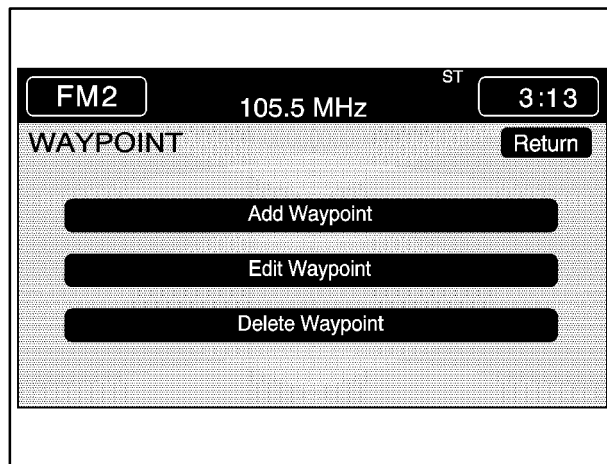 FM2 105.5 MHz ST 3:13
WAYPOINT Return
Add Waypoint
Edit Waypoint
Delete Waypoint